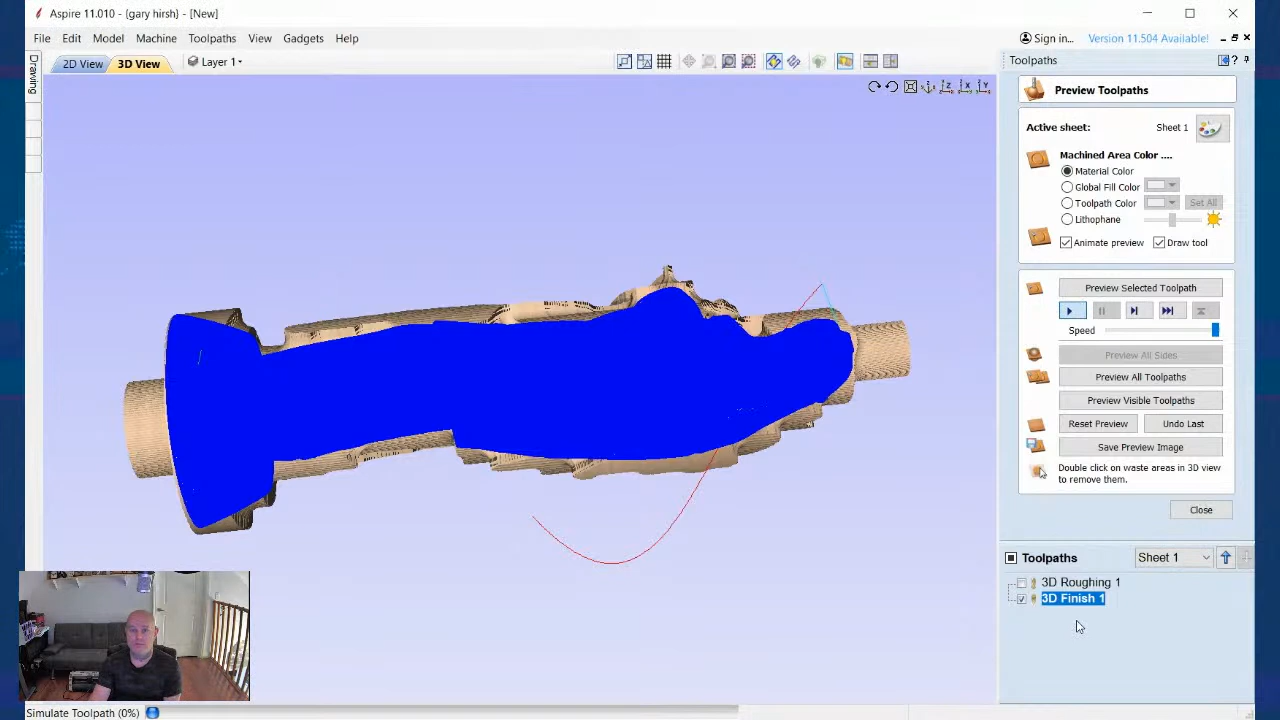 Aspire 11.010 - {gary hirsh} - [New]
File Edit Model Machine Toolpaths View Gadgets Help
Sign in... Version 11.504 Available!
2D View 3D View Layer 1
Drawing
Toolpaths
Preview Toolpaths
Active sheet: Sheet 1
Machined Area Color ....
Material Color
Global Fill Color
Toolpath Color Set All
Lithophane
Animate preview Draw tool
Preview Selected Toolpath
Speed
Preview All Sides
Preview All Toolpaths
Preview Visible Toolpaths
Reset Preview Undo Last
Save Preview Image
Double click on waste areas in 3D view
to remove them.
Close
Toolpaths Sheet 1
3D Roughing 1
3D Finish 1
Simulate Toolpath (0%)